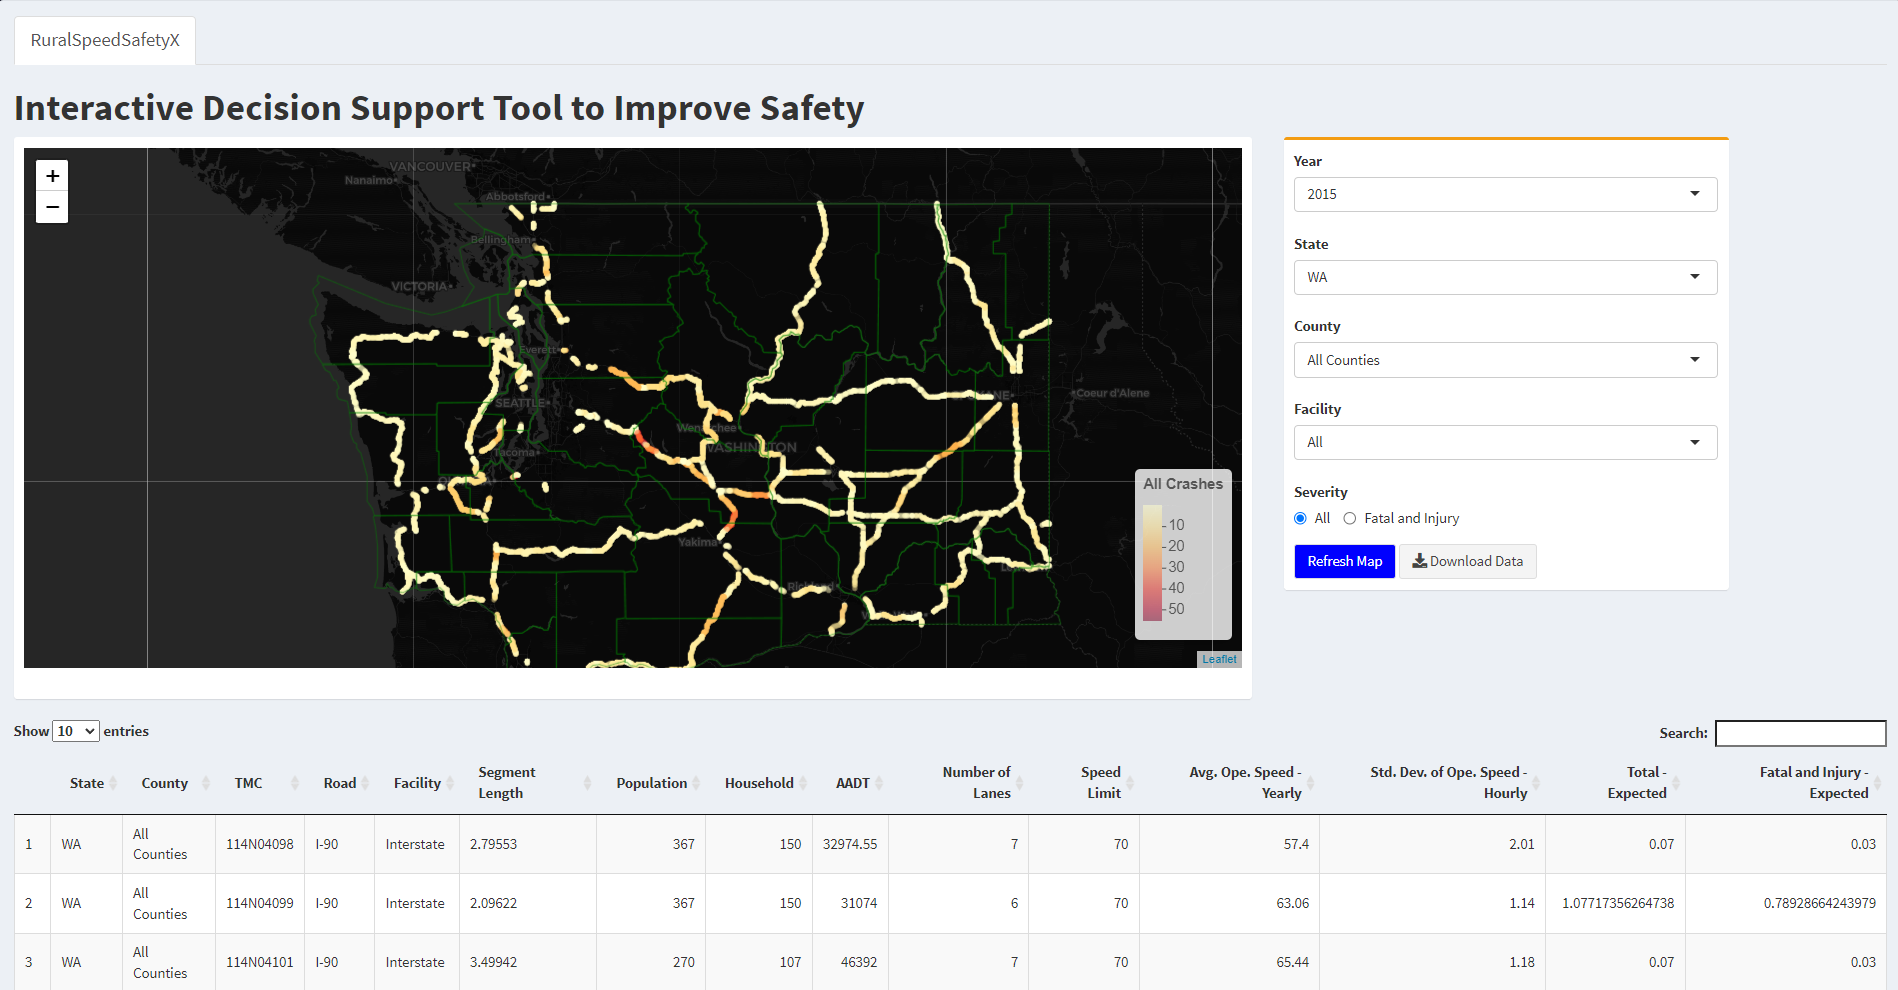 RuralSpeedSafetyX
Interactive Decision Support Tool to Improve Safety
+
−
VANCOUVER
Nanaimo
Abbotsford
Bellingham
VICTORIA
Everett
SEATTLE
Tacoma
Coeur d'Alene
WASHINGTON
Yakima
All Crashes
10
20
30
40
50
Leaflet
Year
2015
State
WA
County
All Counties
Facility
All
Severity
All Fatal and Injury
Refresh Map Download Data
Show 10 entries
Search:
State County TMC Road Facility Segment Length Population Household AADT Number of Lanes Speed Limit Avg. Ope. Speed - Yearly Std. Dev. of Ope. Speed - Hourly Total - Expected Fatal and Injury - Expected
1 WA All Counties 114N04098 I-90 Interstate 2.79553 367 150 32974.55 7 70 57.4 2.01 0.07 0.03
2 WA All Counties 114N04099 I-90 Interstate 2.09622 367 150 31074 6 70 63.06 1.14 1.07717356264738 0.78928664243979
3 WA All Counties 114N04101 I-90 Interstate 3.49942 270 107 46392 7 70 65.44 1.18 0.07 0.03